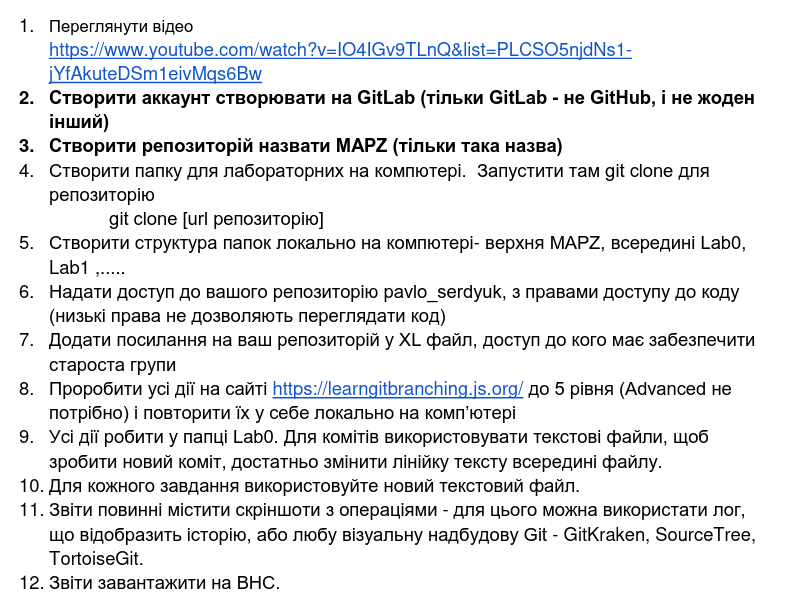 1. Переглянути відео
https://www.youtube.com/watch?v=IO4IGv9TLnQ&list=PLCSO5njdNs1-
jYfAkuteDSm1eivMqs6Bw
2. Створити аккаунт створювати на GitLab (тільки GitLab - не GitHub, і не жоден
інший)
3. Створити репозиторій назвати MAPZ (тільки така назва)
4. Створити папку для лабораторних на компютері. Запустити там git clone для
репозиторію
git clone [url репозиторію]
5. Створити структура папок локально на компютері- верхня MAPZ, всередині Lab0,
Lab1 ,.....
6. Надати доступ до вашого репозиторію pavlo_serdyuk, з правами доступу до коду
(низькі права не дозволяють переглядати код)
7. Додати посилання на ваш репозиторій у XL файл, доступ до кого має забезпечити
староста групи
8. Проробити усі дії на сайті https://learngitbranching.js.org/ до 5 рівня (Advanced не
потрібно) і повторити їх у себе локально на комп'ютері
9. Усі дії робити у папці Lab0. Для комітів використовувати текстові файли, щоб
зробити новий коміт, достатньо змінити лінійку тексту всередині файлу.
10. Для кожного завдання використовуйте новий текстовий файл.
11. Звіти повинні містити скріншоти з операціями - для цього можна використати лог,
що відобразить історію, або любу візуальну надбудову Git - GitKraken, SourceTree,
TortoiseGit.
12. Звіти завантажити на ВНС.